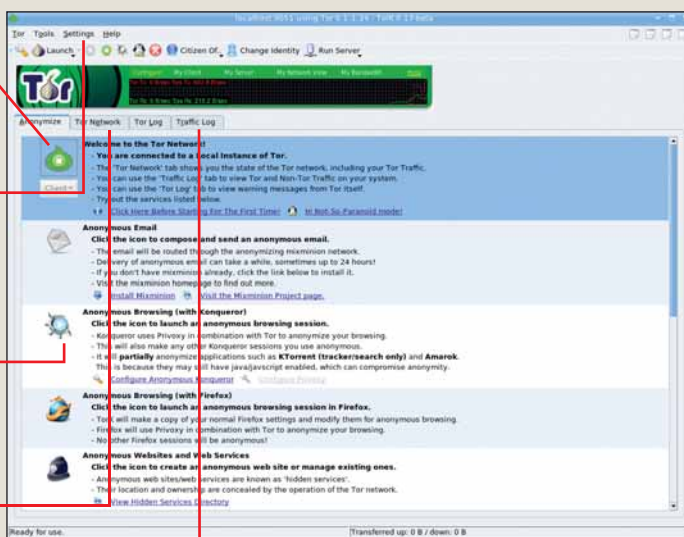 localhost:9051 using Tor 0.1.1.24 - TorK 0.13-beta
Tor Tools Settings Help
Launch Citizen Of.. Change Identity Run Server
Configure My Client My Server My Network View My Bandwidth
Tör
Anonymize Tor Network Tor Log Traffic Log
Welcome to the Tor Network!
- You are connected to a Local Instance of Tor.
- The 'Tor Network' tab shows you the state of the Tor network, including your Tor Traffic.
Client
- You can use the 'Traffic Log' tab to view Tor and Non-Tor Traffic on your system.
- You can use the 'Tor Log' tab to view warning messages from Tor itself.
- Try out the services listed below.
Click Here Before Starting For The First Time! In Not-So-Paranoid mode!
Anonymous Email
Click the icon to compose and send an anonymous email.
- The email will be routed through the anonymizing mixminion network.
- Delivery of anonymous email can take a while, sometimes up to 24 hours!
- If you don't have mixminion already, click the link below to install it.
- Visit the mixminion homepage to find out more.
Install Mixminion Visit the Mixminion Project page.
Anonymous Browsing (with Konqueror)
Click the icon to launch an anonymous browsing session.
- Konqueror uses Privoxy in combination with Tor to anonymize your browsing.
- This will also make any other Konqueror sessions you use anonymous.
- It will partially anonymize applications such as KTorrent (tracker/search only) and Amarok.
This is because they may still have java/javscript enabled, which can compromise anonymity.
Configure Anonymous Konqueror Configure Privoxy
Anonymous Browsing (with Firefox)
Click the icon to launch an anonymous browsing session in Firefox.
- TorK will make a copy of your normal Firefox settings and modify them for anonymous browsing.
- Firefox will use Privoxy in combination with Tor to anonymize your browsing.
- No other Firefox sessions will be anonymous!
Anonymous Websites and Web Services
Click the icon to create an anonymous web site or manage existing ones.
- Anonymous web sites/web services are known as 'hidden services'.
- Their location and ownership are concealed by the operation of the Tor network.
View Hidden Services Directory
Ready for use. Transferred up: 0 B / down: 0 B